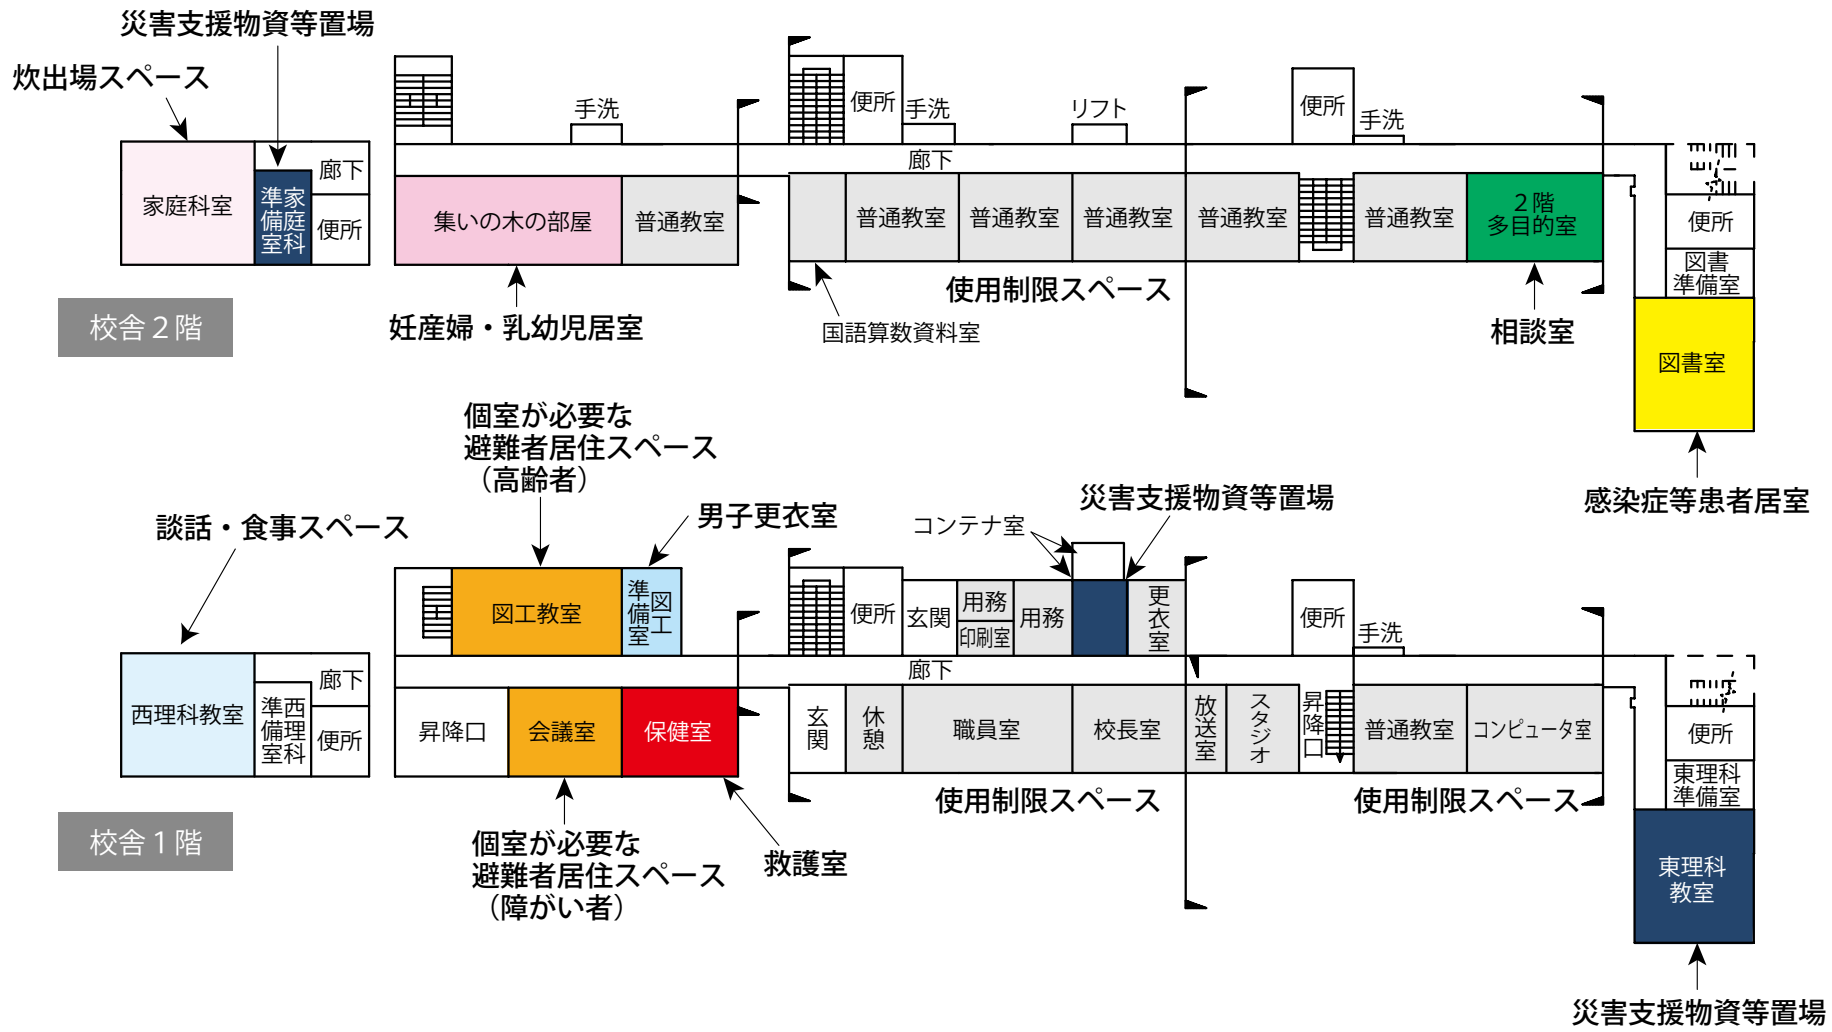 災害支援物資等置場
炊出場スペース
手洗
便所
手洗
リフト
便所
手洗
家庭科室
家庭科
準備室
廊下
便所
廊下
集いの木の部屋
普通教室
普通教室
普通教室
普通教室
普通教室
普通教室
2階
多目的室
便所
図書
準備室
図書室
使用制限スペース
国語算数資料室
妊産婦・乳幼児居室
相談室
感染症等患者居室
校舎2階
個室が必要な
避難者居住スペース
（高齢者）
男子更衣室
談話・食事スペース
コンテナ室
災害支援物資等置場
図工教室
図工
準備室
便所
玄関
用務
印刷室
用務
更衣室
便所
手洗
西理科教室
西理科
準備室
廊下
便所
廊下
昇降口
会議室
保健室
玄関
休憩
職員室
校長室
放送室
スタジオ
昇降口
普通教室
コンピュータ室
便所
東理科
準備室
東理科
教室
使用制限スペース
使用制限スペース
校舎1階
個室が必要な
避難者居住スペース
（障がい者）
救護室
災害支援物資等置場